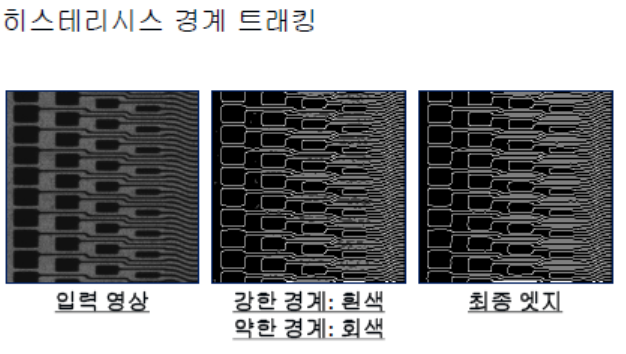 히스테리시스 경계 트래킹
입력 영상
강한 경계: 흰색
약한 경계: 회색
최종 엣지